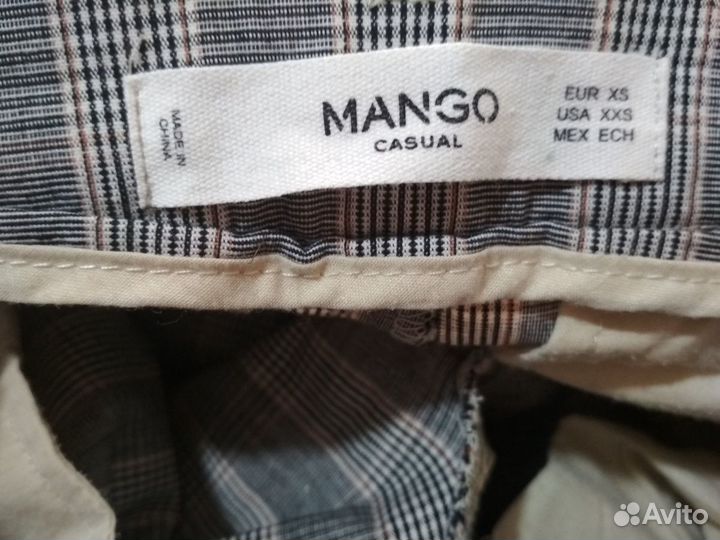 MADE IN
CHINA
MANGO
CASUAL
EUR XS
USA XXS
MEX ECH
Avito